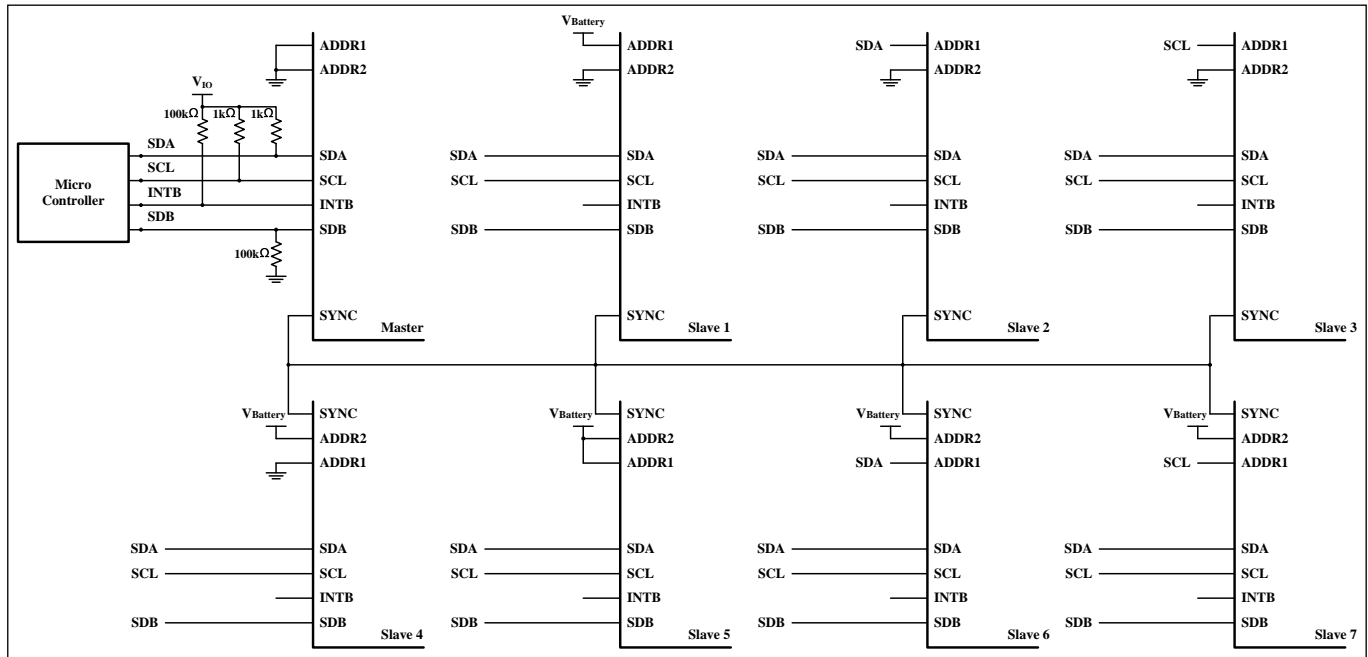 ADDR1
ADDR2
VIO
100kΩ
1kΩ
1kΩ
Micro
Controller
SDA
SCL
INTB
SDB
100kΩ
SDA
SCL
INTB
SDB
SYNC
Master
VBattery
ADDR1
ADDR2
SDA
SCL
SDB
SDA
SCL
INTB
SDB
SYNC
Slave 1
SDA
ADDR1
ADDR2
SDA
SCL
SDB
SDA
SCL
INTB
SDB
SYNC
Slave 2
SCL
ADDR1
ADDR2
SDA
SCL
SDB
SDA
SCL
INTB
SDB
SYNC
Slave 3
VBattery
SYNC
ADDR2
ADDR1
SDA
SCL
SDB
SDA
SCL
INTB
SDB
Slave 4
VBattery
SYNC
ADDR2
ADDR1
SDA
SCL
SDB
SDA
SCL
INTB
SDB
Slave 5
VBattery
SDA
SYNC
ADDR2
ADDR1
SDA
SCL
SDB
SDA
SCL
INTB
SDB
Slave 6
VBattery
SCL
SYNC
ADDR2
ADDR1
SDA
SCL
SDB
SDA
SCL
INTB
SDB
Slave 7